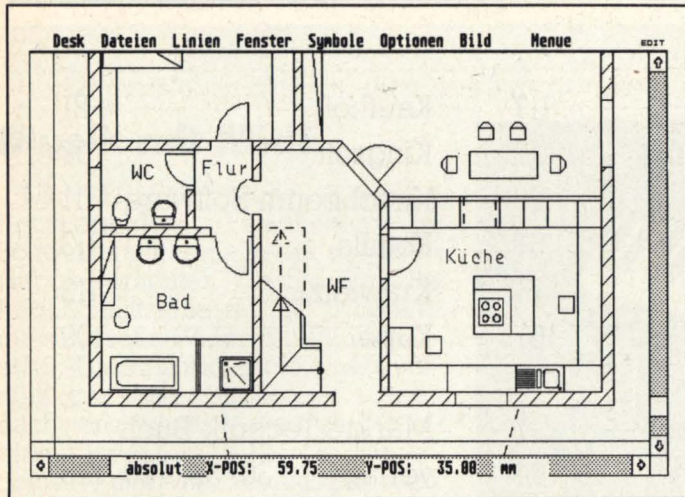 Desk Dateien Linien Fenster Symbole Optionen Bild Menue EDIT
WC Flur
Küche
WF
Bad
absolut X-POS: 59.75 Y-POS: 35.00 mm